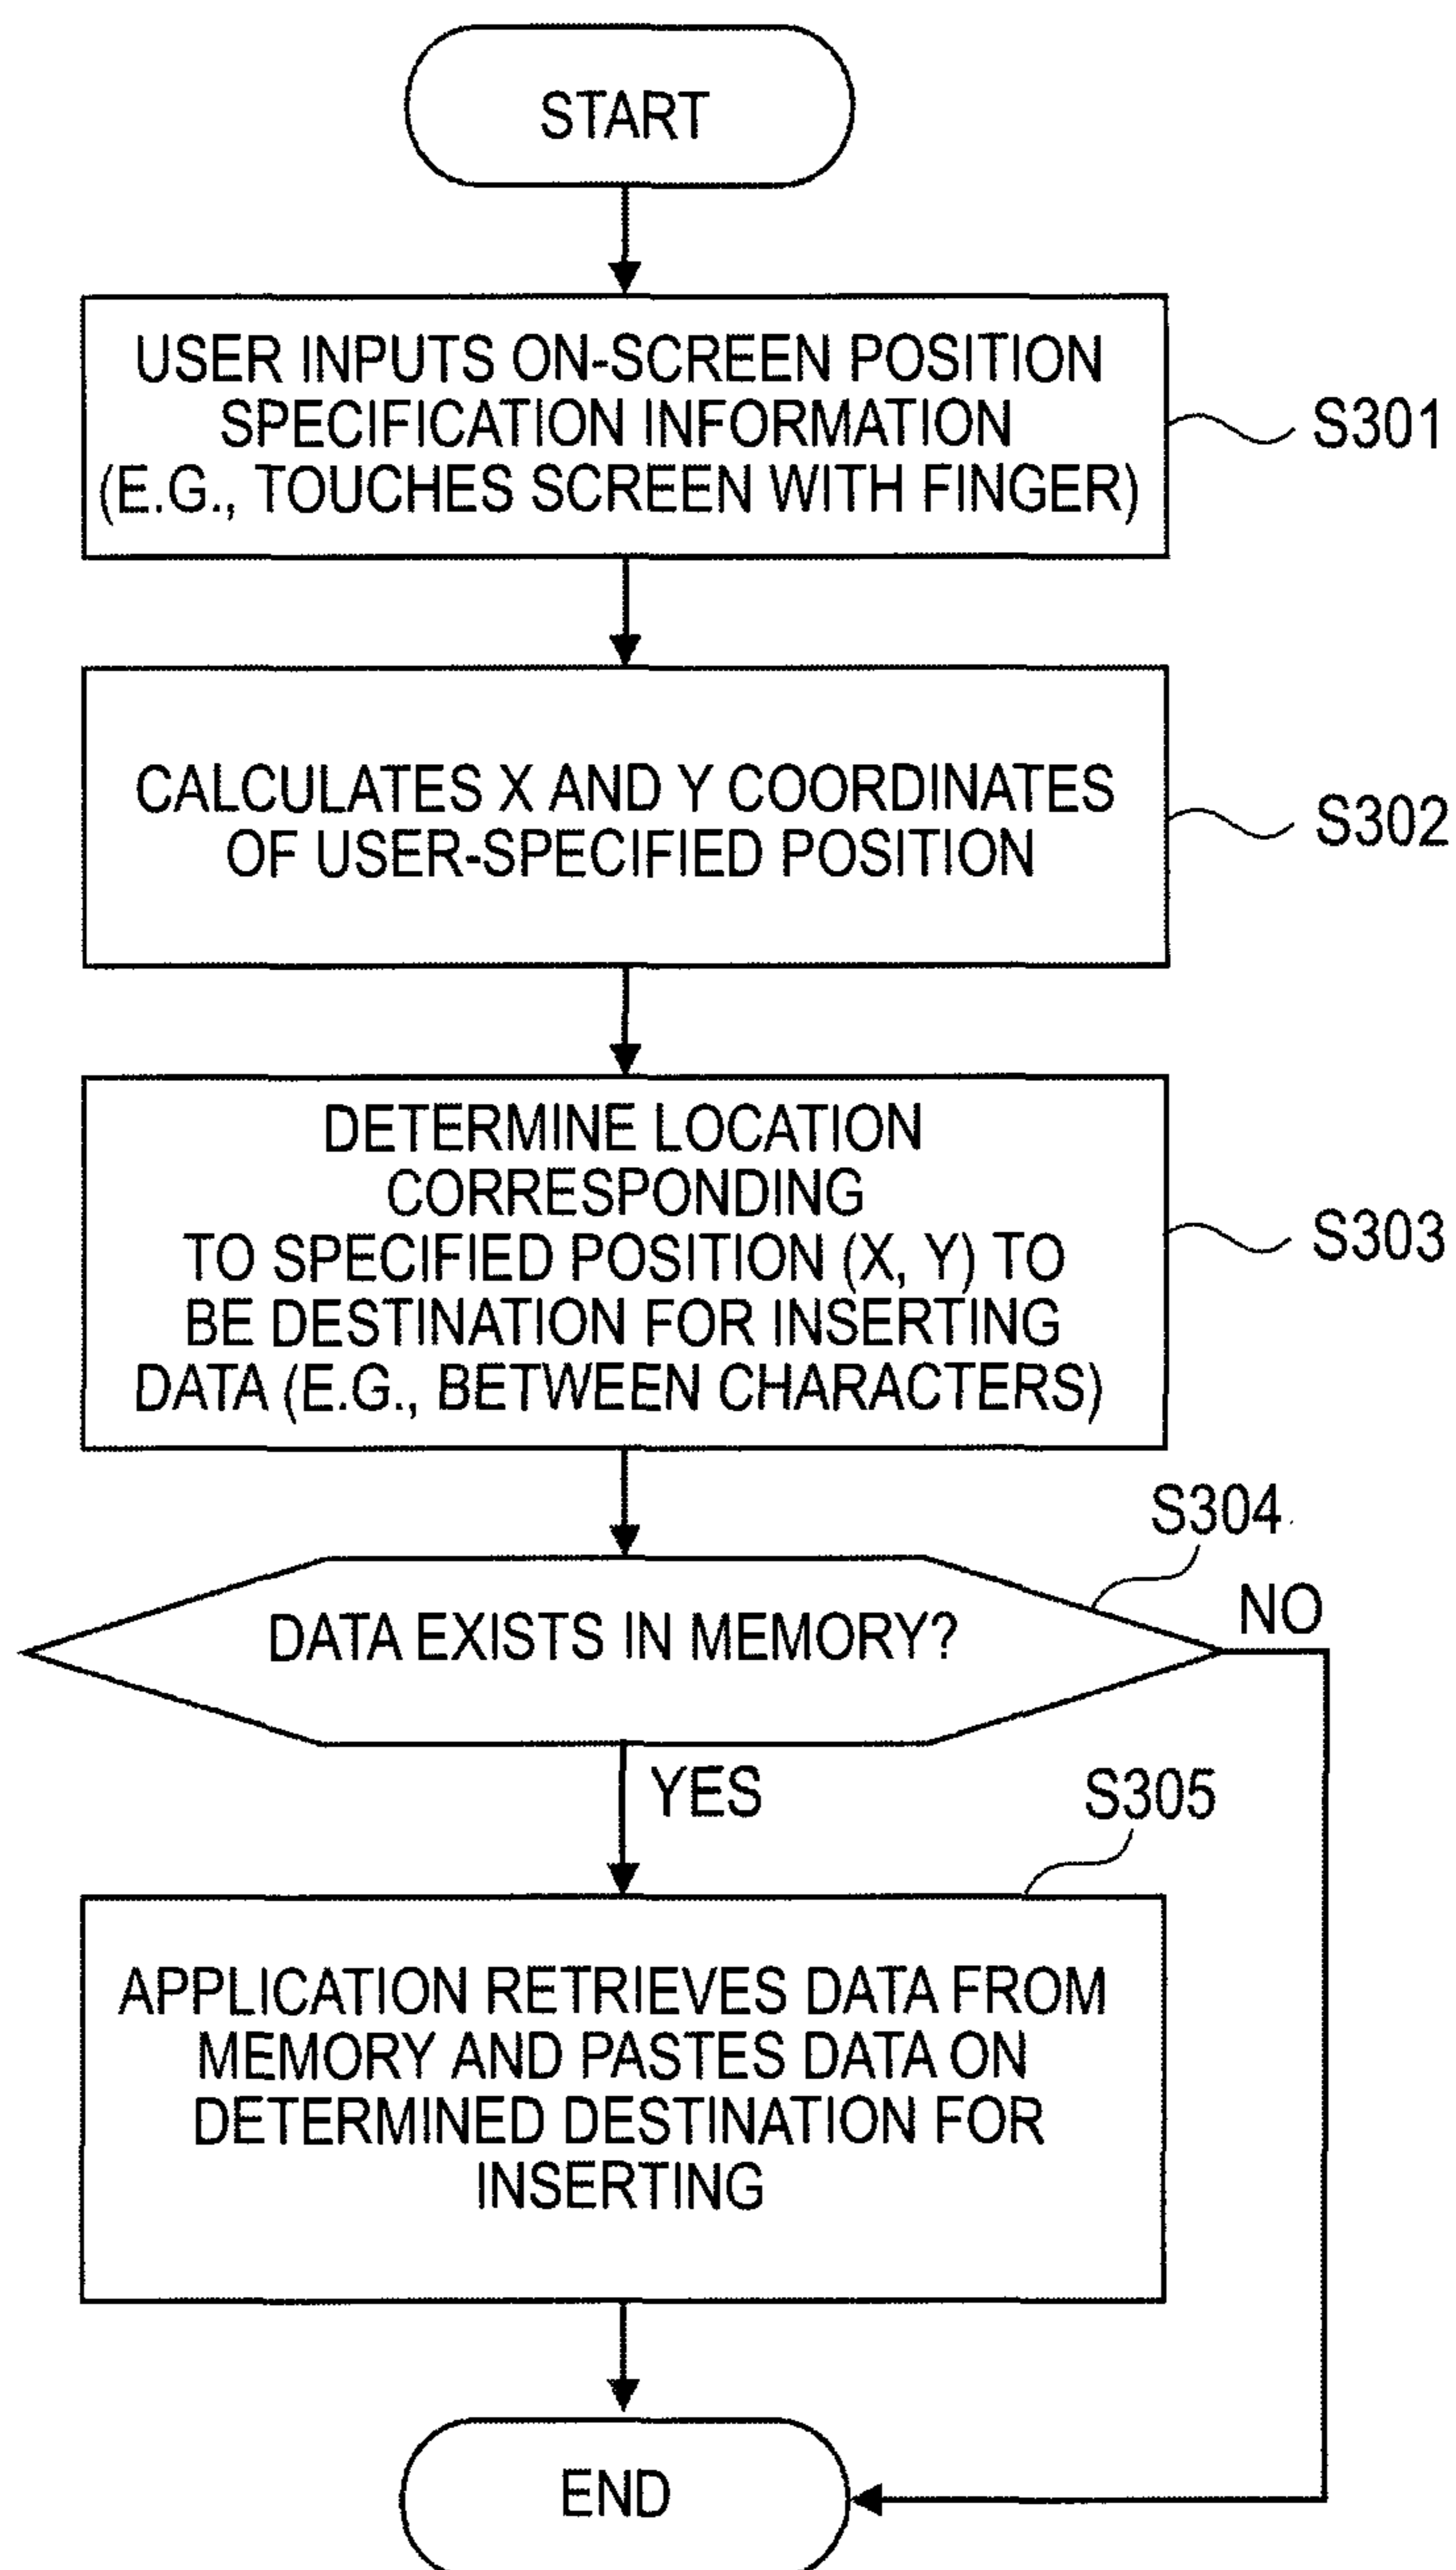 START
USER INPUTS ON-SCREEN POSITION
SPECIFICATION INFORMATION
(E.G., TOUCHES SCREEN WITH FINGER)
S301
CALCULATES X AND Y COORDINATES
OF USER-SPECIFIED POSITION
S302
DETERMINE LOCATION
CORRESPONDING
TO SPECIFIED POSITION (X, Y) TO
BE DESTINATION FOR INSERTING
DATA (E.G., BETWEEN CHARACTERS)
S303
S304
DATA EXISTS IN MEMORY?
NO
YES
S305
APPLICATION RETRIEVES DATA FROM
MEMORY AND PASTES DATA ON
DETERMINED DESTINATION FOR
INSERTING
END